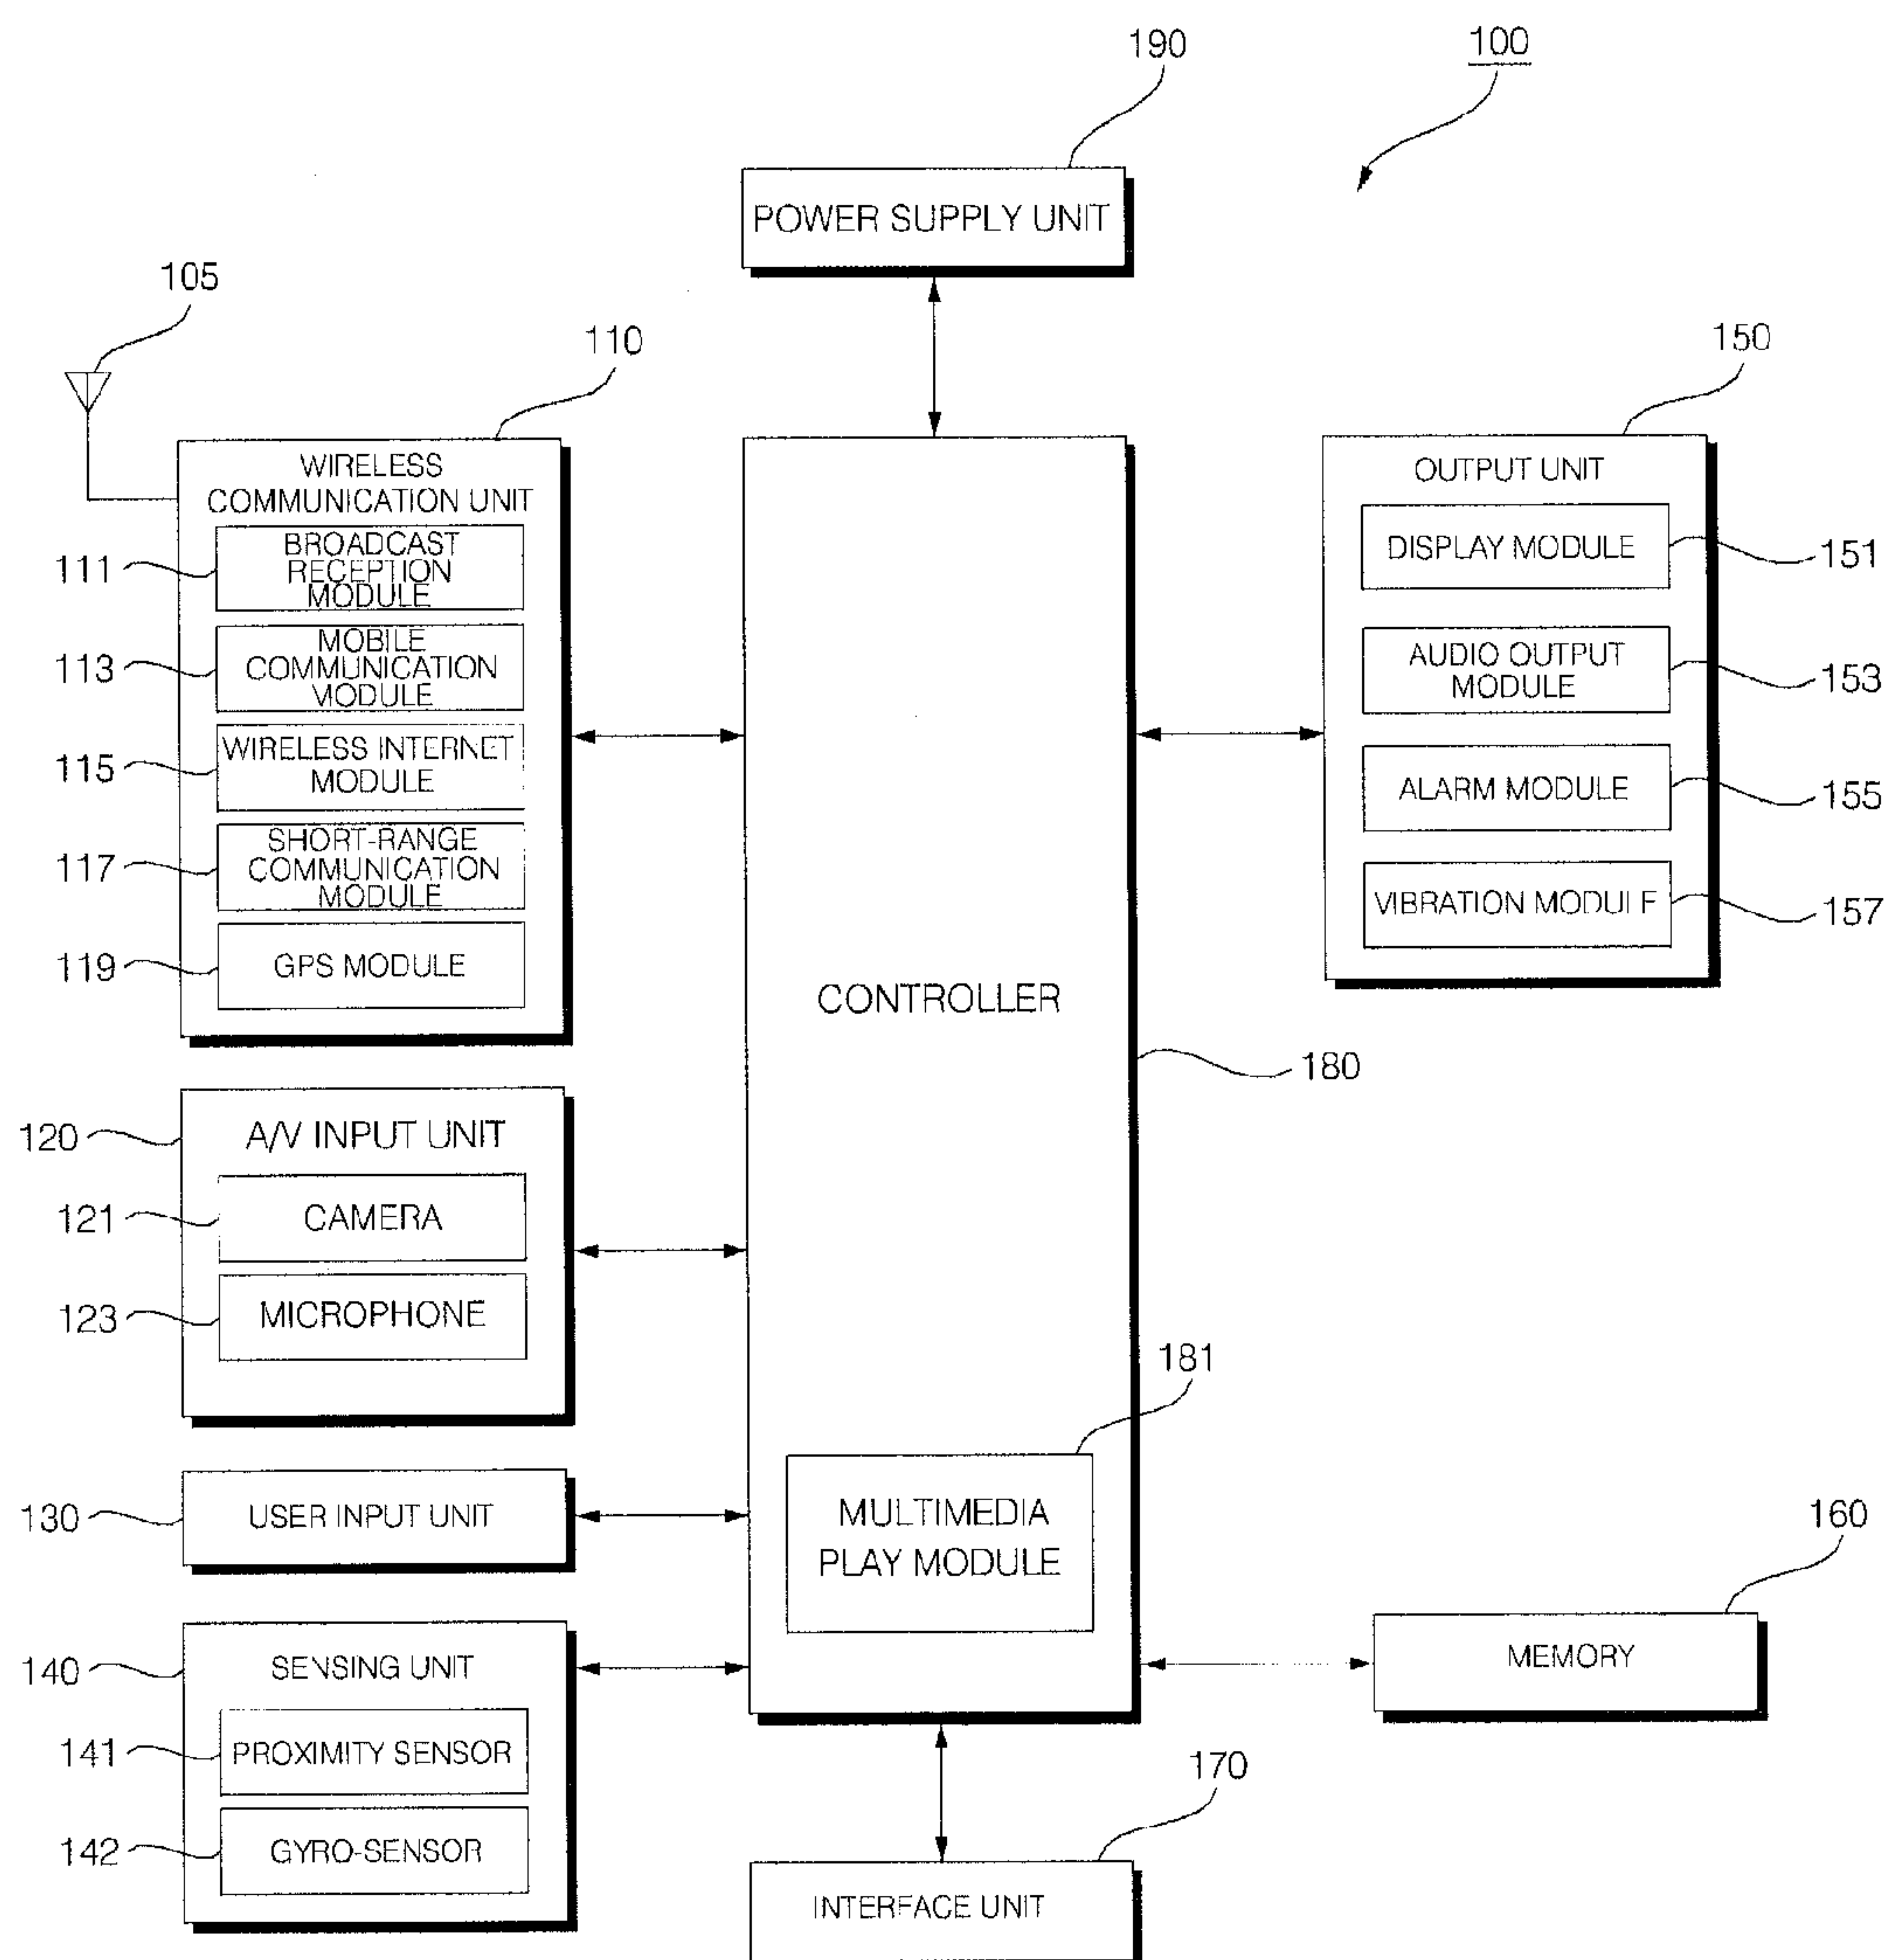 190
100
POWER SUPPLY UNIT
105
110
150
WIRELESS
COMMUNICATION UNIT
111
BROADCAST
RECEPTION
MODULE
113
MOBILE
COMMUNICATION
MODULE
115
WIRELESS INTERNET
MODULE
117
SHORT-RANGE
COMMUNICATION
MODULE
119
GPS MODULE
OUTPUT UNIT
DISPLAY MODULE
151
AUDIO OUTPUT
MODULE
153
ALARM MODULE
155
VIBRATION MODULE
157
CONTROLLER
180
120
A/V INPUT UNIT
121
CAMERA
123
MICROPHONE
181
MULTIMEDIA
PLAY MODULE
130
USER INPUT UNIT
160
MEMORY
140
SENSING UNIT
141
PROXIMITY SENSOR
142
GYRO-SENSOR
170
INTERFACE UNIT